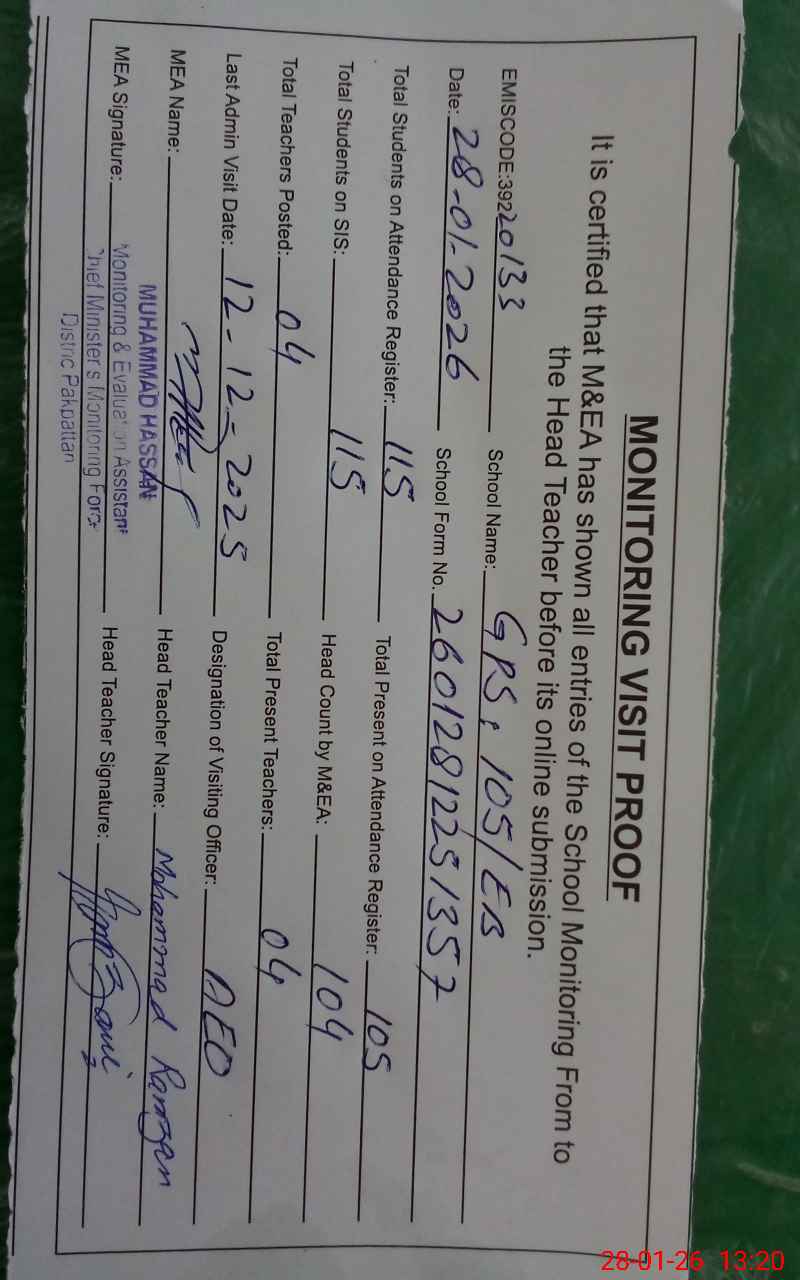 MONITORING VISIT PROOF
It is certified that M&EA has shown all entries of the School Monitoring From to
the Head Teacher before its online submission.
EMISCODE:39220133 School Name: GPS, 105/EB
Date: 28-01-2026 School Form No. 26012812251357
Total Students on Attendance Register: 115 Total Present on Attendance Register: 105
Total Students on SIS: 115 Head Count by M&EA: 104
Total Teachers Posted: 04 Total Present Teachers: 04
Last Admin Visit Date: 12-12-2025 Designation of Visiting Officer: AEO
MEA Name: Head Teacher Name: Mohammad Ramzan
MUHAMMAD HASSAN
MEA Signature: Monitoring & Evaluation Assistant Head Teacher Signature:
Chief Minister's Monitoring Force
Distric Pakpattan
28-01-26 13:20